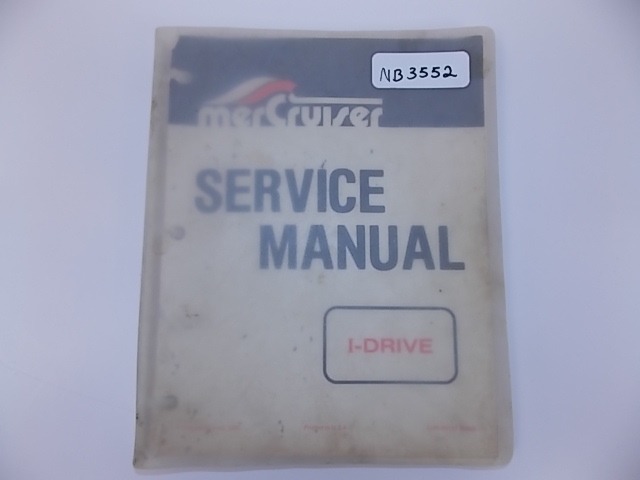 NB3552
merCruiser
SERVICE
MANUAL
I-DRIVE